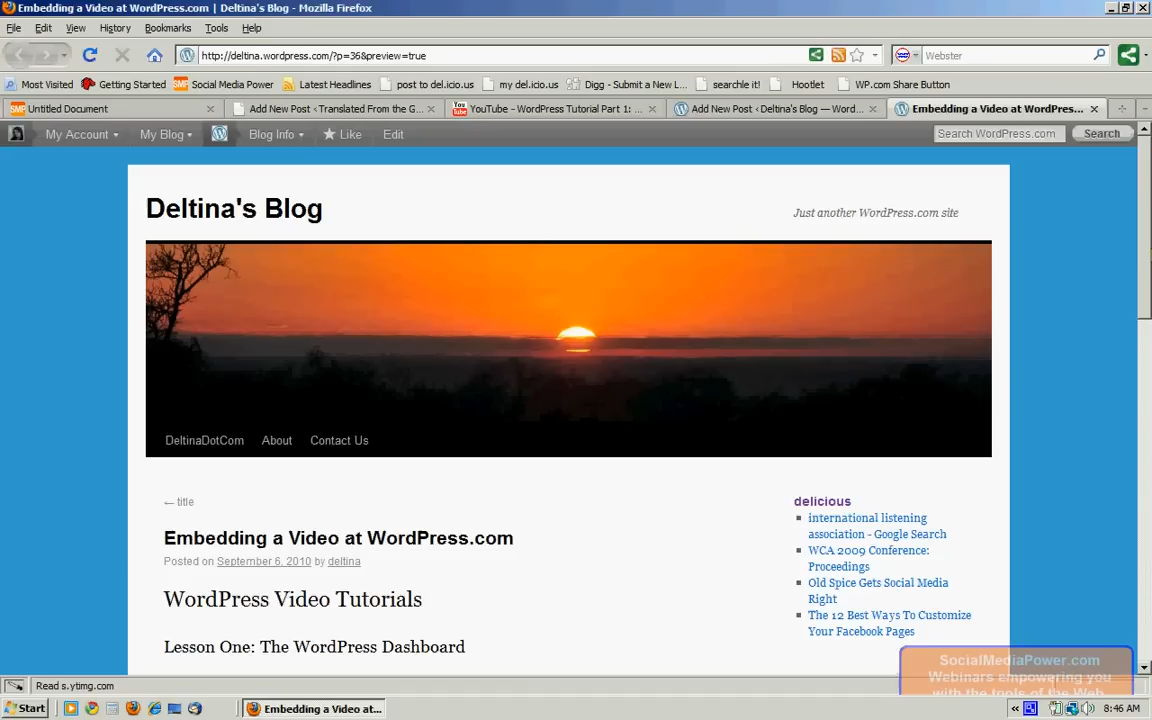 Embedding a Video at WordPress.com | Deltina's Blog - Mozilla Firefox
File Edit View History Bookmarks Tools Help
http://deltina.wordpress.com/?p=36&preview=true Webster
Most Visited Getting Started Social Media Power Latest Headlines post to del.icio.us my del.icio.us Digg - Submit a New L... searchle it! Hootlet WP.com Share Button
Untitled Document Add New Post ‹ Translated From the G... YouTube - WordPress Tutorial Part 1: ... Add New Post ‹ Deltina's Blog — Word... Embedding a Video at WordPres...
My Account My Blog Blog Info Like Edit Search WordPress.com Search
Deltina's Blog
Just another WordPress.com site
DeltinaDotCom About Contact Us
← title
Embedding a Video at WordPress.com
Posted on September 6, 2010 by deltina
WordPress Video Tutorials
Lesson One: The WordPress Dashboard
delicious
international listening
association - Google Search
WCA 2009 Conference:
Proceedings
Old Spice Gets Social Media
Right
The 12 Best Ways To Customize
Your Facebook Pages
SocialMediaPower.com
Webinars empowering you
with the tools of the Web
Read s.ytimg.com
Start Embedding a Video at... 8:46 AM